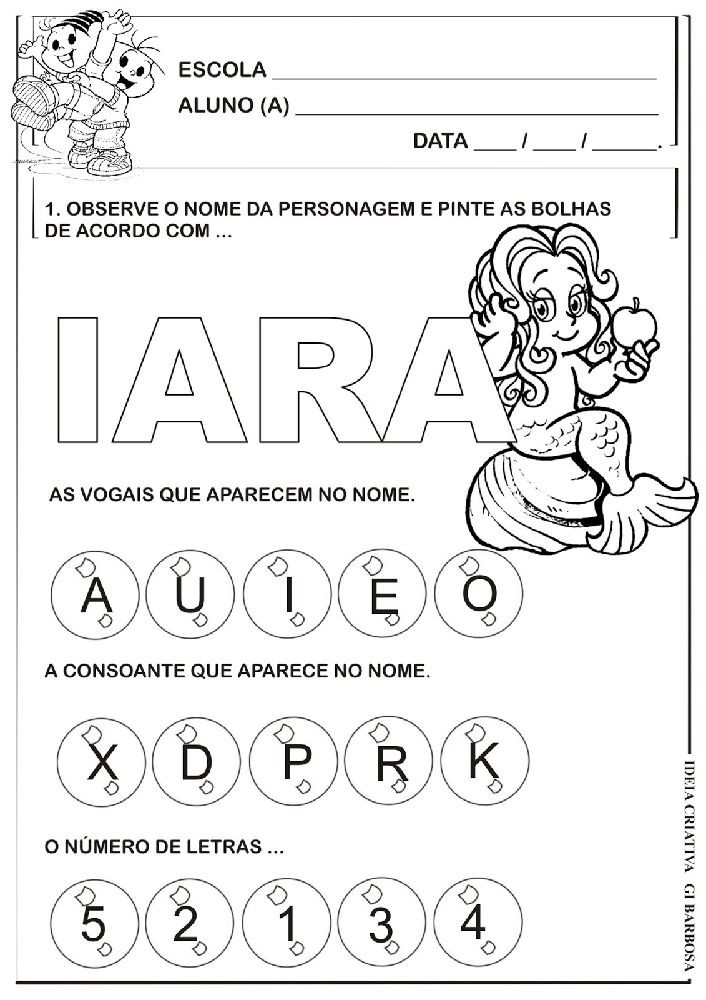 ESCOLA
ALUNO (A)
DATA ____ / ____ / ______.
1. OBSERVE O NOME DA PERSONAGEM E PINTE AS BOLHAS
DE ACORDO COM ...
IARA
AS VOGAIS QUE APARECEM NO NOME.
A U I E O
A CONSOANTE QUE APARECE NO NOME.
X D P R K
O NÚMERO DE LETRAS ...
5 2 1 3 4
IDEIA CRIATIVA GI BARBOSA